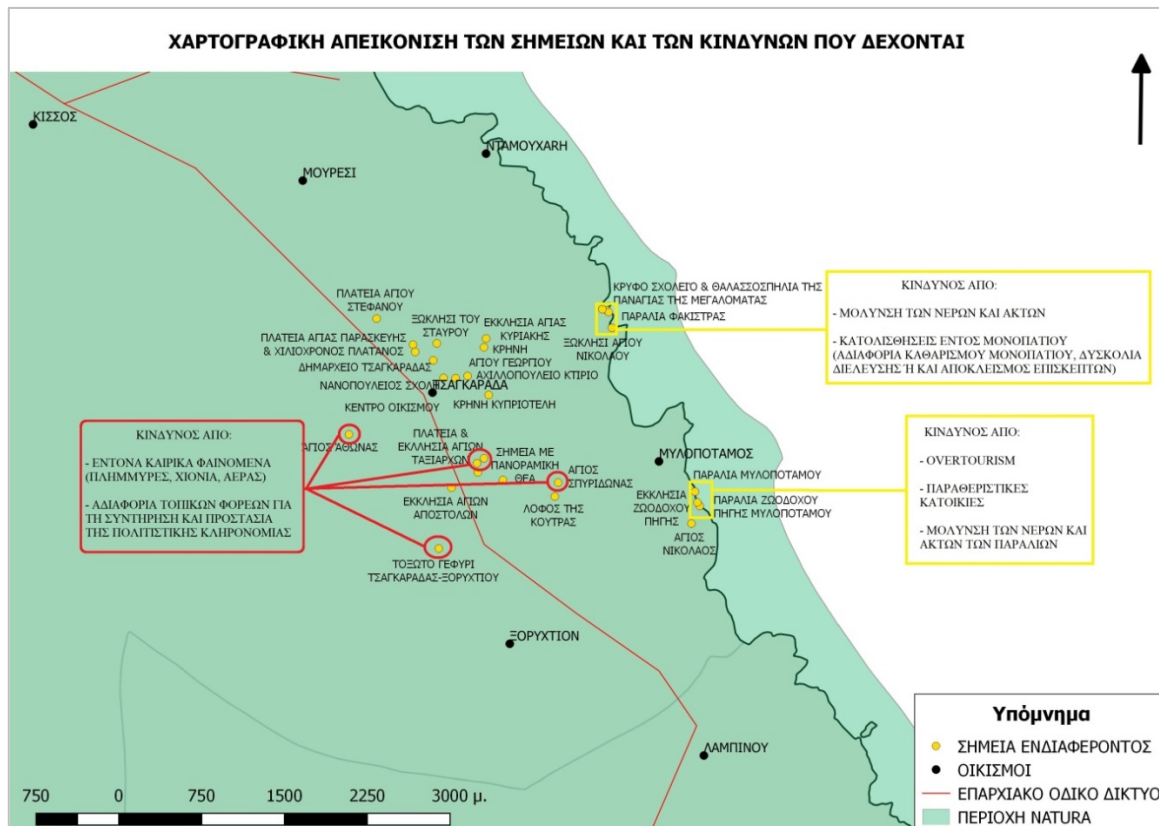 ΧΑΡΤΟΓΡΑΦΙΚΗ ΑΠΕΙΚΟΝΙΣΗ ΤΩΝ ΣΗΜΕΙΩΝ ΚΑΙ ΤΩΝ ΚΙΝΔΥΝΩΝ ΠΟΥ ΔΕΧΟΝΤΑΙ
ΚΙΣΣΟΣ
ΝΤΑΜΟΥΧΑΡΗ
ΜΟΥΡΕΣΙ
ΚΡΥΦΟ ΣΧΟΛΕΙΌ & ΘΑΛΑΣΣΟΣΠΗΛΙΑ ΤΗΣ
ΠΑΝΑΓΙΑΣ ΤΗΣ ΜΕΓΑΛΟΜΑΤΑΣ
ΠΑΡΑΛΙΑ ΦΑΚΙΣΤΡΑΣ
ΞΩΚΛΗΣΙ ΑΓΙΟΥ
ΝΙΚΟΛΑΟΥ
ΚΙΝΔΥΝΟΣ ΑΠΟ:
- ΜΟΛΥΝΣΗ ΤΩΝ ΝΕΡΩΝ ΚΑΙ ΑΚΤΩΝ
- ΚΑΤΟΛΙΣΘΗΣΕΙΣ ΕΝΤΟΣ ΜΟΝΟΠΑΤΙΟΥ
(ΑΔΙΑΦΟΡΙΑ ΚΑΘΑΡΙΣΜΟΥ ΜΟΝΟΠΑΤΙΟΥ, ΔΥΣΚΟΛΙΑ
ΔΙΕΛΕΥΣΗΣ Ή ΚΑΙ ΑΠΟΚΛΕΙΣΜΟΣ ΕΠΙΣΚΕΠΤΩΝ)
ΠΛΑΤΕΙΑ ΑΓΙΟΥ
ΣΤΕΦΑΝΟΥ
ΞΩΚΛΗΣΙ ΤΟΥ
ΣΤΑΥΡΟΥ
ΕΚΚΛΗΣΙΑ ΑΓΙΑΣ
ΚΥΡΙΑΚΗΣ
ΠΛΑΤΕΙΑ ΑΓΙΑΣ ΠΑΡΑΣΚΕΥΗΣ
& ΧΙΛΙΟΧΡΟΝΟΣ ΠΛΑΤΑΝΟΣ
ΚΡΗΝΗ
ΑΓΙΟΥ ΓΕΩΡΓΙΟΥ
ΔΗΜΑΡΧΕΙΟ ΤΣΑΓΚΑΡΑΔΑΣ
ΑΧΙΛΛΟΠΟΥΛΕΙΟ ΚΤΙΡΙΟ
ΝΑΝΟΠΟΥΛΕΙΟΣ ΣΧΟΛΗ
ΤΣΑΓΚΑΡΑΔΑ
ΚΕΝΤΡΟ ΟΙΚΙΣΜΟΥ
ΚΡΗΝΗ ΚΥΠΡΙΟΤΕΛΗ
ΚΙΝΔΥΝΟΣ ΑΠΟ:
- ΕΝΤΟΝΑ ΚΑΙΡΙΚΑ ΦΑΙΝΟΜΕΝΑ
(ΠΛΗΜΜΥΡΕΣ, ΧΙΟΝΙΑ, ΑΕΡΑΣ)
- ΑΔΙΑΦΟΡΙΑ ΤΟΠΙΚΩΝ ΦΟΡΕΩΝ ΓΙΑ
ΤΗ ΣΥΝΤΗΡΗΣΗ ΚΑΙ ΠΡΟΣΤΑΣΙΑ
ΤΗΣ ΠΟΛΙΤΙΣΤΙΚΗΣ ΚΛΗΡΟΝΟΜΙΑΣ
ΑΓΙΟΣ ΑΘΩΝΑΣ
ΠΛΑΤΕΙΑ &
ΕΚΛΛΗΣΙΑ ΑΓΙΩΝ
ΤΑΞΙΑΡΧΩΝ
ΣΗΜΕΙΑ ΜΕ
ΠΑΝΟΡΑΜΙΚΗ
ΘΕΑ
ΑΓΙΟΣ
ΣΠΥΡΙΔΩΝΑΣ
ΕΚΚΛΗΣΙΑ ΑΓΙΩΝ
ΑΠΟΣΤΟΛΩΝ
ΛΟΦΟΣ ΤΗΣ
ΚΟΥΤΡΑΣ
ΤΟΞΩΤΟ ΓΕΦΥΡΙ
ΤΣΑΓΚΑΡΑΔΑΣ-ΞΟΡΥΧΤΙΟΥ
ΜΥΛΟΠΟΤΑΜΟΣ
ΠΑΡΑΛΙΑ ΜΥΛΟΠΟΤΑΜΟΥ
ΕΚΚΛΗΣΙΑ
ΖΩΟΔΟΧΟΥ
ΠΗΓΗΣ
ΠΑΡΑΛΙΑ ΖΩΟΔΟΧΟΥ
ΠΗΓΗΣ ΜΥΛΟΠΟΤΑΜΟΥ
ΑΓΙΟΣ
ΝΙΚΟΛΑΟΣ
ΚΙΝΔΥΝΟΣ ΑΠΟ:
- OVERTOURISM
- ΠΑΡΑΘΕΡΙΣΤΙΚΕΣ
ΚΑΤΟΙΚΙΕΣ
- ΜΟΛΥΝΣΗ ΤΩΝ ΝΕΡΩΝ ΚΑΙ
ΑΚΤΩΝ ΤΩΝ ΠΑΡΑΛΙΩΝ
ΞΟΡΥΧΤΙΟΝ
ΛΑΜΠΙΝΟΥ
Υπόμνημα
ΣΗΜΕΙΑ ΕΝΔΙΑΦΕΡΟΝΤΟΣ
ΟΙΚΙΣΜΟΙ
ΕΠΑΡΧΙΑΚΟ ΟΔΙΚΟ ΔΙΚΤΥΟ
ΠΕΡΙΟΧΗ NATURA
750 0 750 1500 2250 3000 μ.